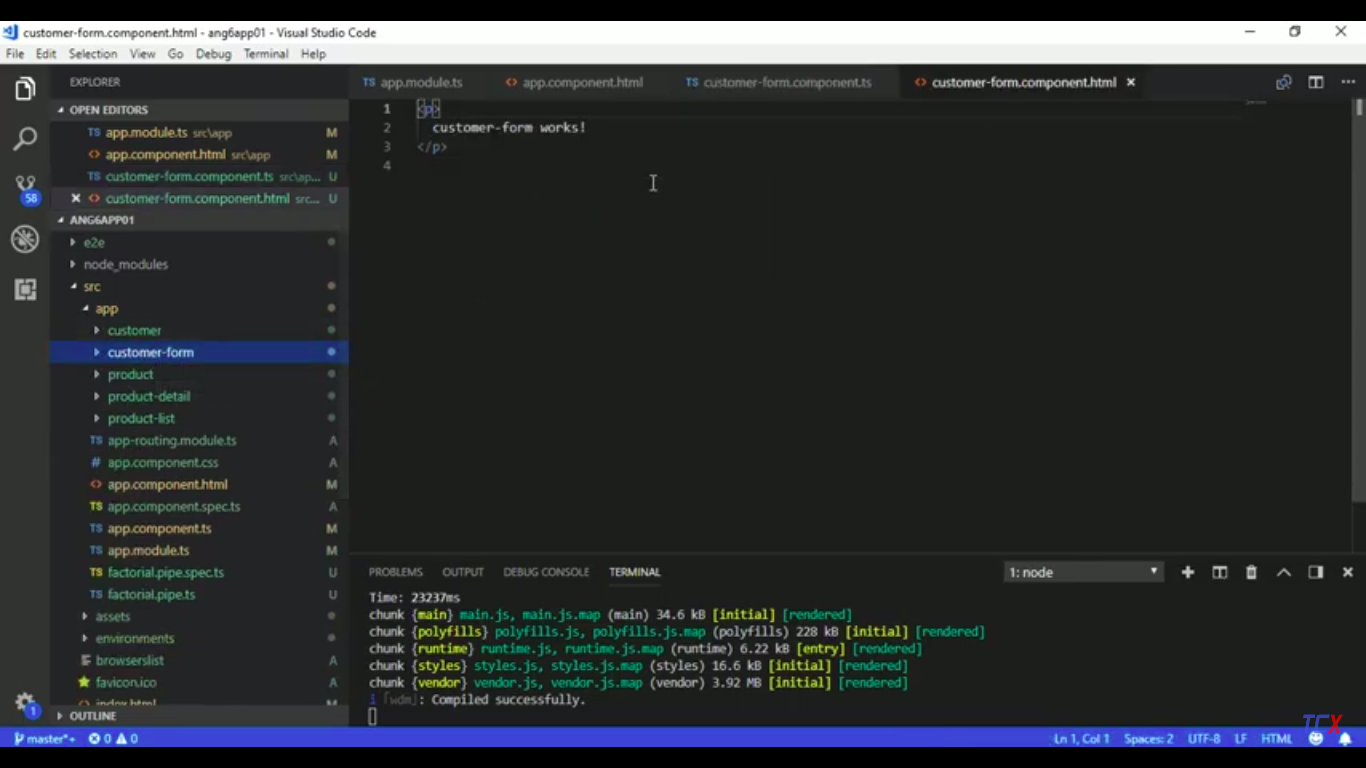 customer-form.component.html - ang6app01 - Visual Studio Code
File Edit Selection View Go Debug Terminal Help
EXPLORER
TS app.module.ts
<> app.component.html
TS customer-form.component.ts
<> customer-form.component.html ×
OPEN EDITORS
TS app.module.ts src\app M
<> app.component.html src\app M
TS customer-form.component.ts src\ap... U
× <> customer-form.component.html src... U
58
ANG6APP01
e2e
node_modules
src
app
customer
customer-form
product
product-detail
product-list
TS app-routing.module.ts A
# app.component.css A
<> app.component.html M
TS app.component.spec.ts A
TS app.component.ts M
TS app.module.ts M
TS factorial.pipe.spec.ts U
TS factorial.pipe.ts U
assets
environments
browserslist A
favicon.ico A
<> index.html M
OUTLINE
1
1 <p>
2 customer-form works!
3 </p>
4
PROBLEMS OUTPUT DEBUG CONSOLE TERMINAL 1: node
Time: 23237ms
chunk {main} main.js, main.js.map (main) 34.6 kB [initial] [rendered]
chunk {polyfills} polyfills.js, polyfills.js.map (polyfills) 228 kB [initial] [rendered]
chunk {runtime} runtime.js, runtime.js.map (runtime) 6.22 kB [entry] [rendered]
chunk {styles} styles.js, styles.js.map (styles) 16.6 kB [initial] [rendered]
chunk {vendor} vendor.js, vendor.js.map (vendor) 3.92 MB [initial] [rendered]
i ｢wdm｣: Compiled successfully.
TCX
master*+ 0 0 Ln 1, Col 1 Spaces: 2 UTF-8 LF HTML